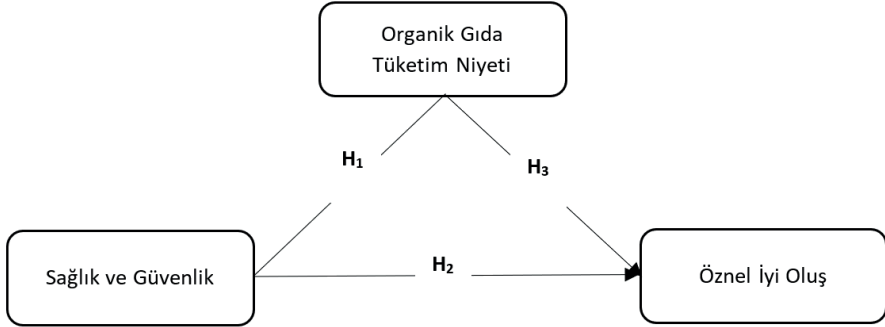 Organik Gıda
Tüketim Niyeti
H₁
H₃
Sağlık ve Güvenlik
H₂
Öznel İyi Oluş